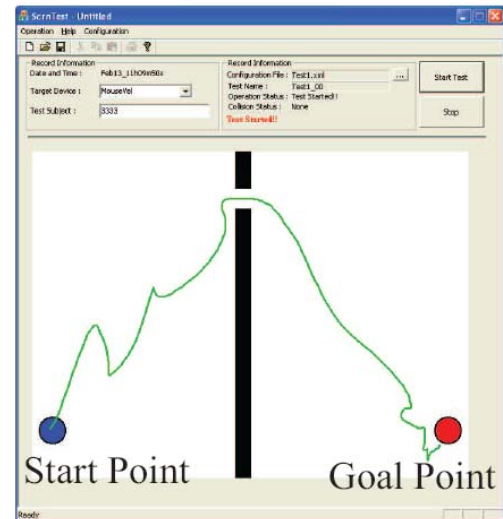 ScrnTest - Untitled
Operation Help Configuration
Record Information
Date and Time : Feb13_11h09m50s
Target Device : MouseVel
Test Subject : 3333
Record Information
Configuration File : Test1.xml ...
Test Name : Test1_00
Operation Status : Test Started!!
Collision Status : None
Test Started!!
Start Test
Stop
Start Point
Goal Point
Ready